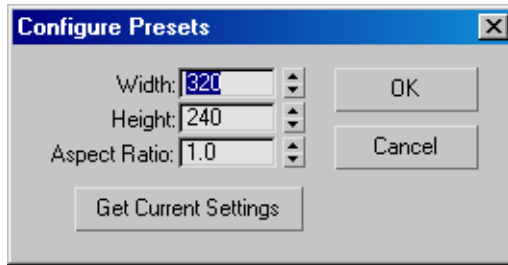 Configure Presets
Width: 320
OK
Height: 240
Aspect Ratio: 1.0
Cancel
Get Current Settings